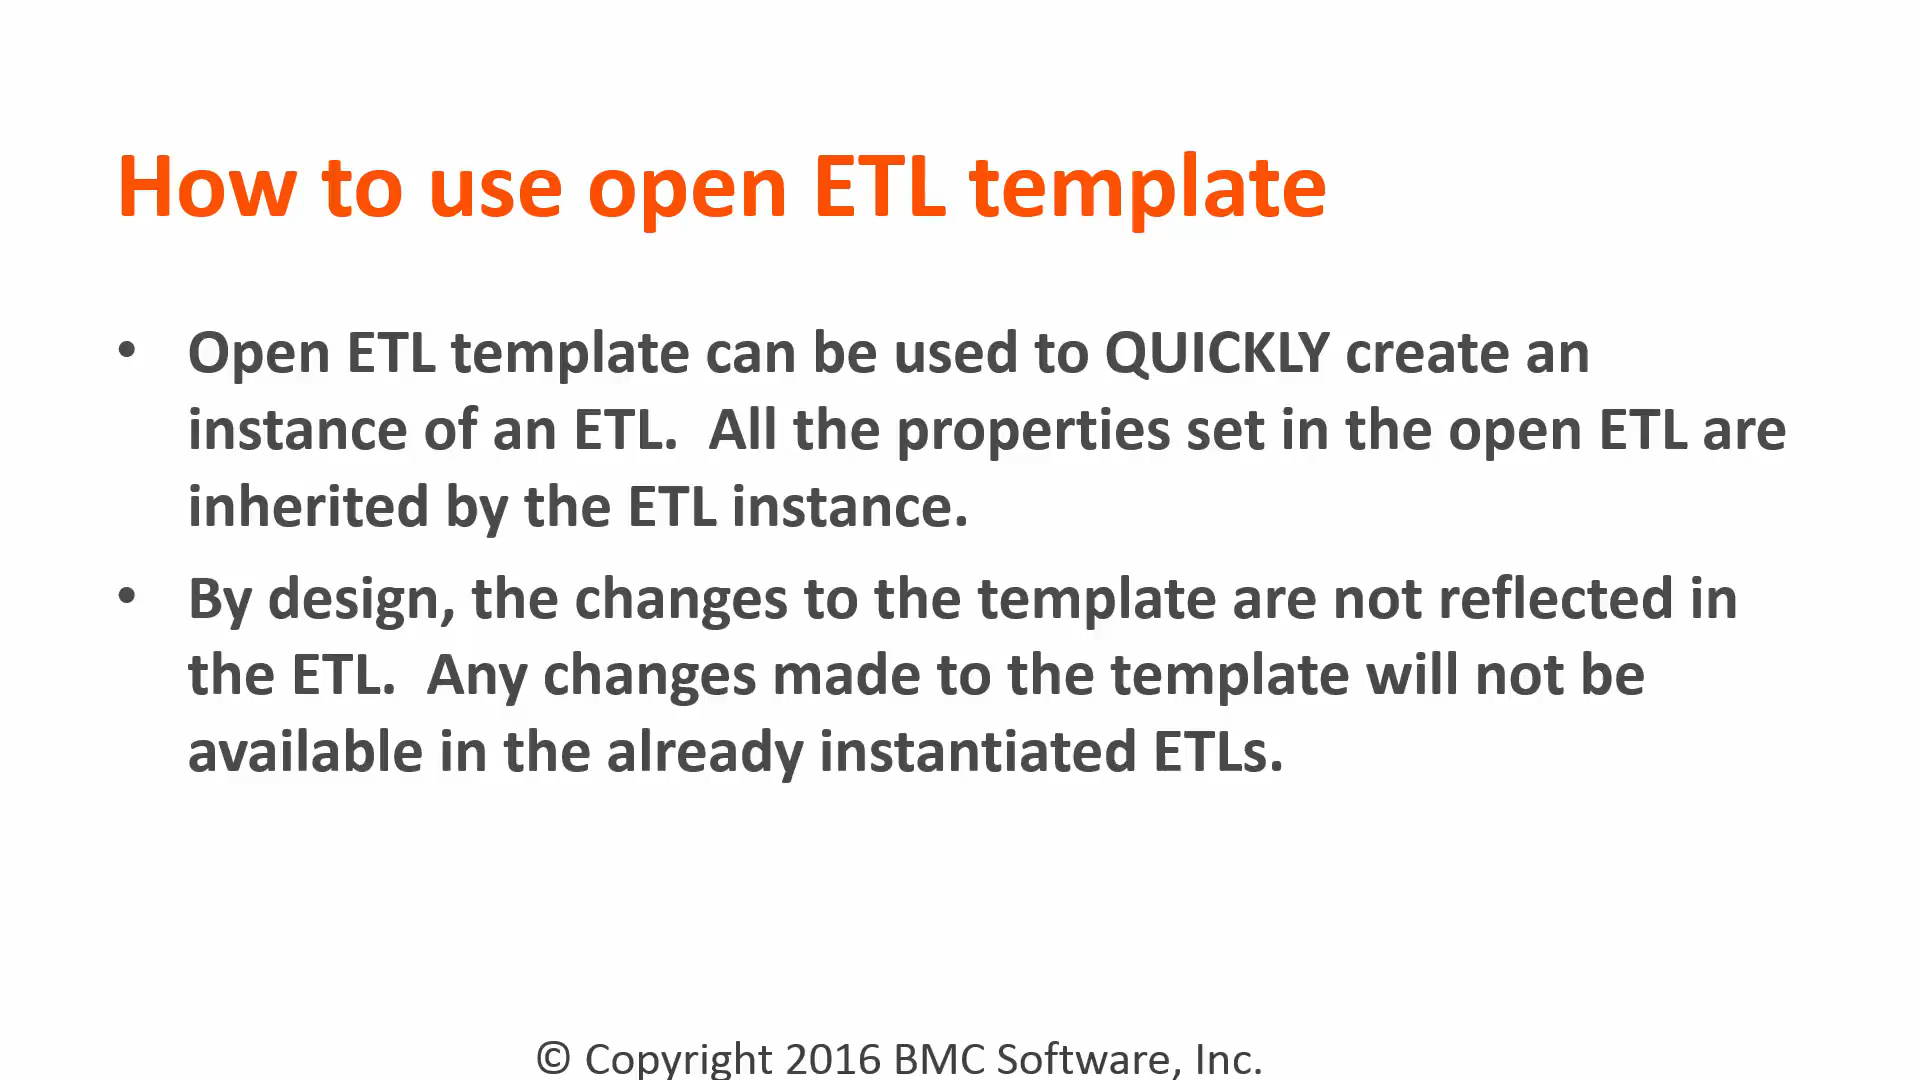 How to use open ETL template
• Open ETL template can be used to QUICKLY create an
instance of an ETL.  All the properties set in the open ETL are
inherited by the ETL instance.
• By design, the changes to the template are not reflected in
the ETL.  Any changes made to the template will not be
available in the already instantiated ETLs.
© Copyright 2016 BMC Software, Inc.